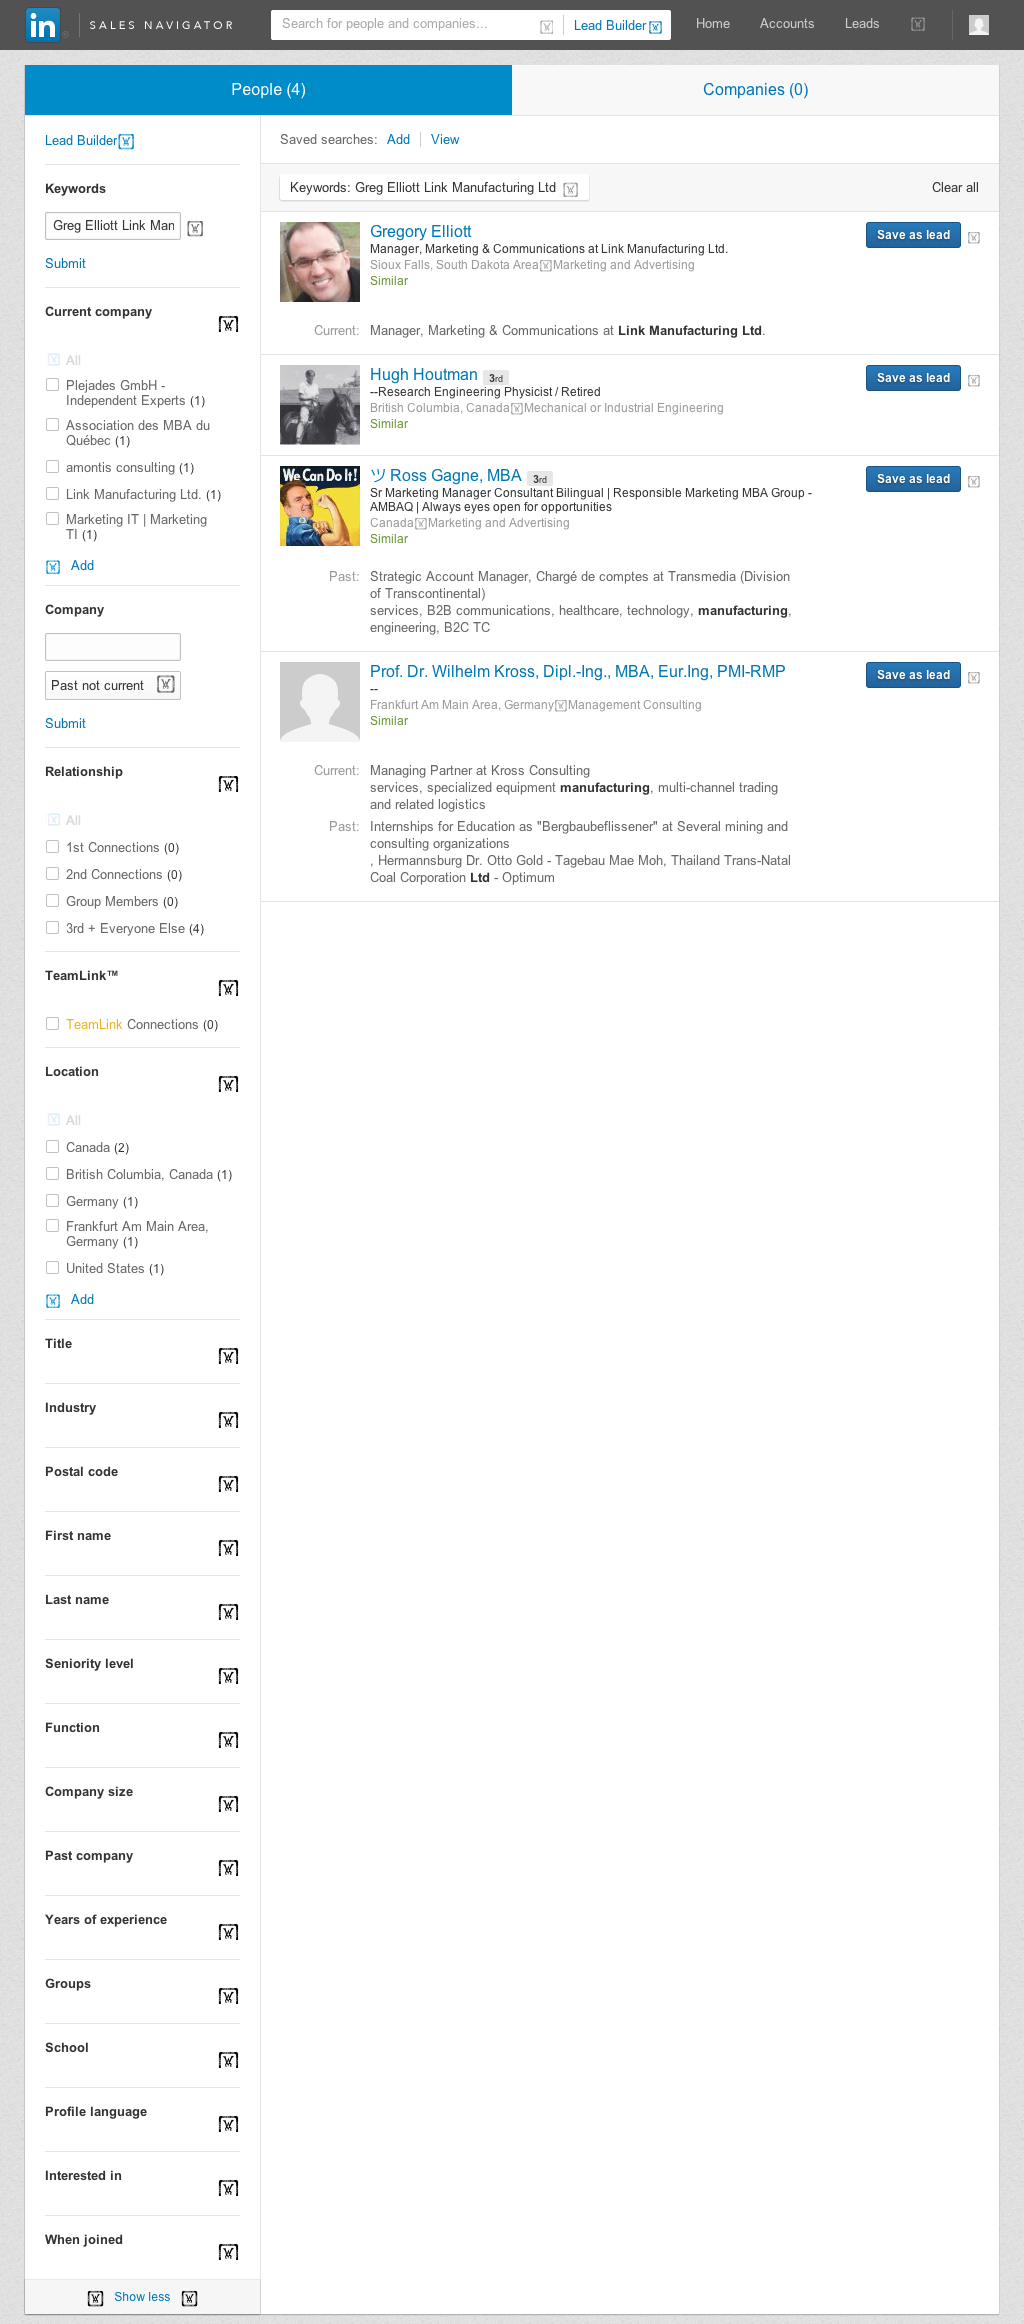 in SALES NAVIGATOR Search for people and companies... Lead Builder Home Accounts Leads
People (4) Companies (0)
Lead Builder
Keywords
Greg Elliott Link Man
Submit
Current company
All
Plejades GmbH -
Independent Experts (1)
Association des MBA du
Québec (1)
amontis consulting (1)
Link Manufacturing Ltd. (1)
Marketing IT | Marketing
TI (1)
Add
Company
Past not current
Submit
Relationship
All
1st Connections (0)
2nd Connections (0)
Group Members (0)
3rd + Everyone Else (4)
TeamLink™
TeamLink Connections (0)
Location
All
Canada (2)
British Columbia, Canada (1)
Germany (1)
Frankfurt Am Main Area,
Germany (1)
United States (1)
Add
Title
Industry
Postal code
First name
Last name
Seniority level
Function
Company size
Past company
Years of experience
Groups
School
Profile language
Interested in
When joined
Show less
Saved searches: Add View
Keywords: Greg Elliott Link Manufacturing Ltd Clear all
Gregory Elliott Save as lead
Manager, Marketing & Communications at Link Manufacturing Ltd.
Sioux Falls, South Dakota Area Marketing and Advertising
Similar
Current: Manager, Marketing & Communications at Link Manufacturing Ltd.
Hugh Houtman 3rd Save as lead
--Research Engineering Physicist / Retired
British Columbia, Canada Mechanical or Industrial Engineering
Similar
We Can Do It!
ツ Ross Gagne, MBA 3rd Save as lead
Sr Marketing Manager Consultant Bilingual | Responsible Marketing MBA Group -
AMBAQ | Always eyes open for opportunities
Canada Marketing and Advertising
Similar
Past: Strategic Account Manager, Chargé de comptes at Transmedia (Division
of Transcontinental)
services, B2B communications, healthcare, technology, manufacturing,
engineering, B2C TC
Prof. Dr. Wilhelm Kross, Dipl.-Ing., MBA, Eur.Ing, PMI-RMP Save as lead
--
Frankfurt Am Main Area, Germany Management Consulting
Similar
Current: Managing Partner at Kross Consulting
services, specialized equipment manufacturing, multi-channel trading
and related logistics
Past: Internships for Education as "Bergbaubeflissener" at Several mining and
consulting organizations
, Hermannsburg Dr. Otto Gold - Tagebau Mae Moh, Thailand Trans-Natal
Coal Corporation Ltd - Optimum